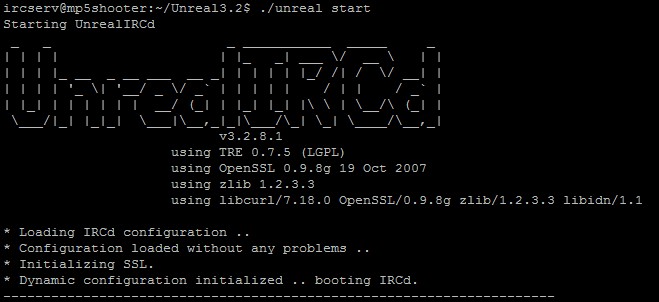 ircserv@mp5shooter:~/Unreal3.2$ ./unreal start
Starting UnrealIRCd
UnrealIRCd
v3.2.8.1
using TRE 0.7.5 (LGPL)
using OpenSSL 0.9.8g 19 Oct 2007
using zlib 1.2.3.3
using libcurl/7.18.0 OpenSSL/0.9.8g zlib/1.2.3.3 libidn/1.1
* Loading IRCd configuration ..
* Configuration loaded without any problems ..
* Initializing SSL.
* Dynamic configuration initialized .. booting IRCd.